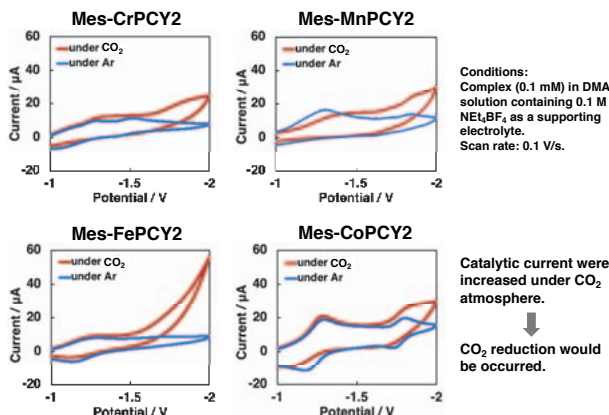 Mes-CrPCY2
Mes-MnPCY2
60
40
20
0
-20
Current / μA
under CO₂
under Ar
-1
-1.5
-2
Potential / V
60
40
20
0
-20
Current / μA
under CO₂
under Ar
-1
-1.5
-2
Potential / V
Conditions:
Complex (0.1 mM) in DMA
solution containing 0.1 M
NEt₄BF₄ as a supporting
electrolyte.
Scan rate: 0.1 V/s.
Mes-FePCY2
Mes-CoPCY2
60
40
20
0
-20
Current / μA
under CO₂
under Ar
-1
-1.5
-2
Potential / V
60
40
20
0
-20
Current / μA
under CO₂
under Ar
-1
-1.5
-2
Potential / V
Catalytic current were
increased under CO₂
atmosphere.
CO₂ reduction would
be occurred.